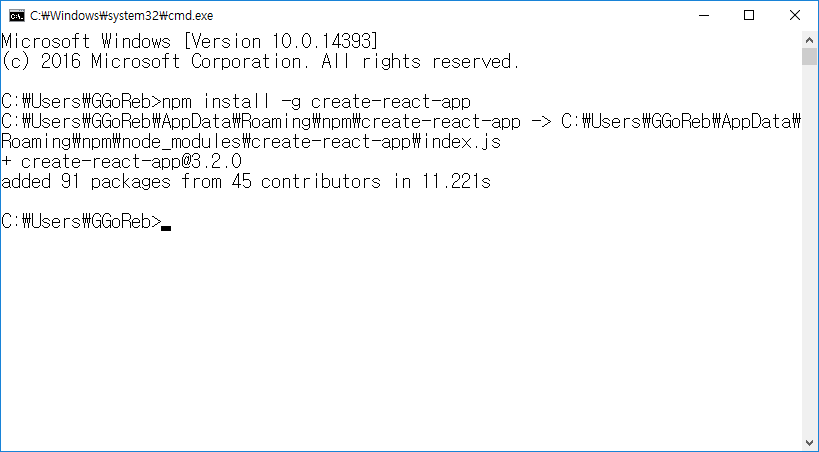 C:₩Windows₩system32₩cmd.exe
Microsoft Windows [Version 10.0.14393]
(c) 2016 Microsoft Corporation. All rights reserved.
C:₩Users₩GGoReb>npm install -g create-react-app
C:₩Users₩GGoReb₩AppData₩Roaming₩npm₩create-react-app -> C:₩Users₩GGoReb₩AppData₩
Roaming₩npm₩node_modules₩create-react-app₩index.js
+ create-react-app@3.2.0
added 91 packages from 45 contributors in 11.221s
C:₩Users₩GGoReb>